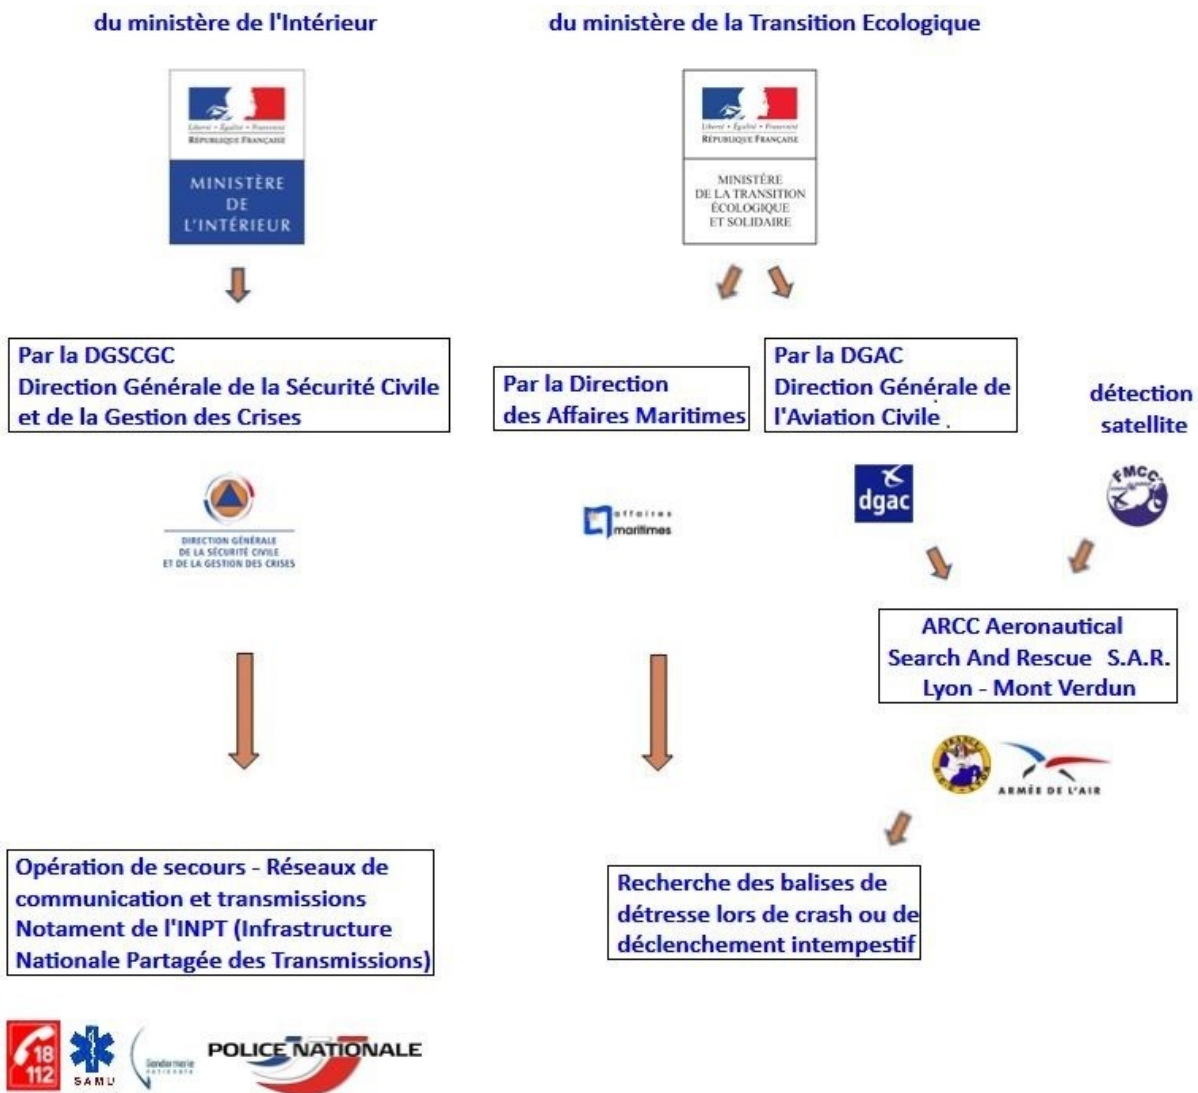 du ministère de l'Intérieur
du ministère de la Transition Ecologique
Liberté • Égalité • Fraternité
RÉPUBLIQUE FRANÇAISE
MINISTÈRE
DE
L'INTÉRIEUR
Liberté • Égalité • Fraternité
RÉPUBLIQUE FRANÇAISE
MINISTÈRE
DE LA TRANSITION
ÉCOLOGIQUE
ET SOLIDAIRE
Par la DGSCGC
Direction Générale de la Sécurité Civile
et de la Gestion des Crises
Par la Direction
des Affaires Maritimes
Par la DGAC
Direction Générale de
l'Aviation Civile .
détection
satellite
DIRECTION GÉNÉRALE
DE LA SÉCURITÉ CIVILE
ET DE LA GESTION DES CRISES
affaires
maritimes
dgac
FMCC
ARCC Aeronautical
Search And Rescue S.A.R.
Lyon - Mont Verdun
FRANCE
R.C.C - LYON
ARMÉE DE L'AIR
Opération de secours - Réseaux de
communication et transmissions
Notament de l'INPT (Infrastructure
Nationale Partagée des Transmissions)
Recherche des balises de
détresse lors de crash ou de
déclenchement intempestif
18
112
SAMU
Gendarmerie
nationale
POLICE NATIONALE